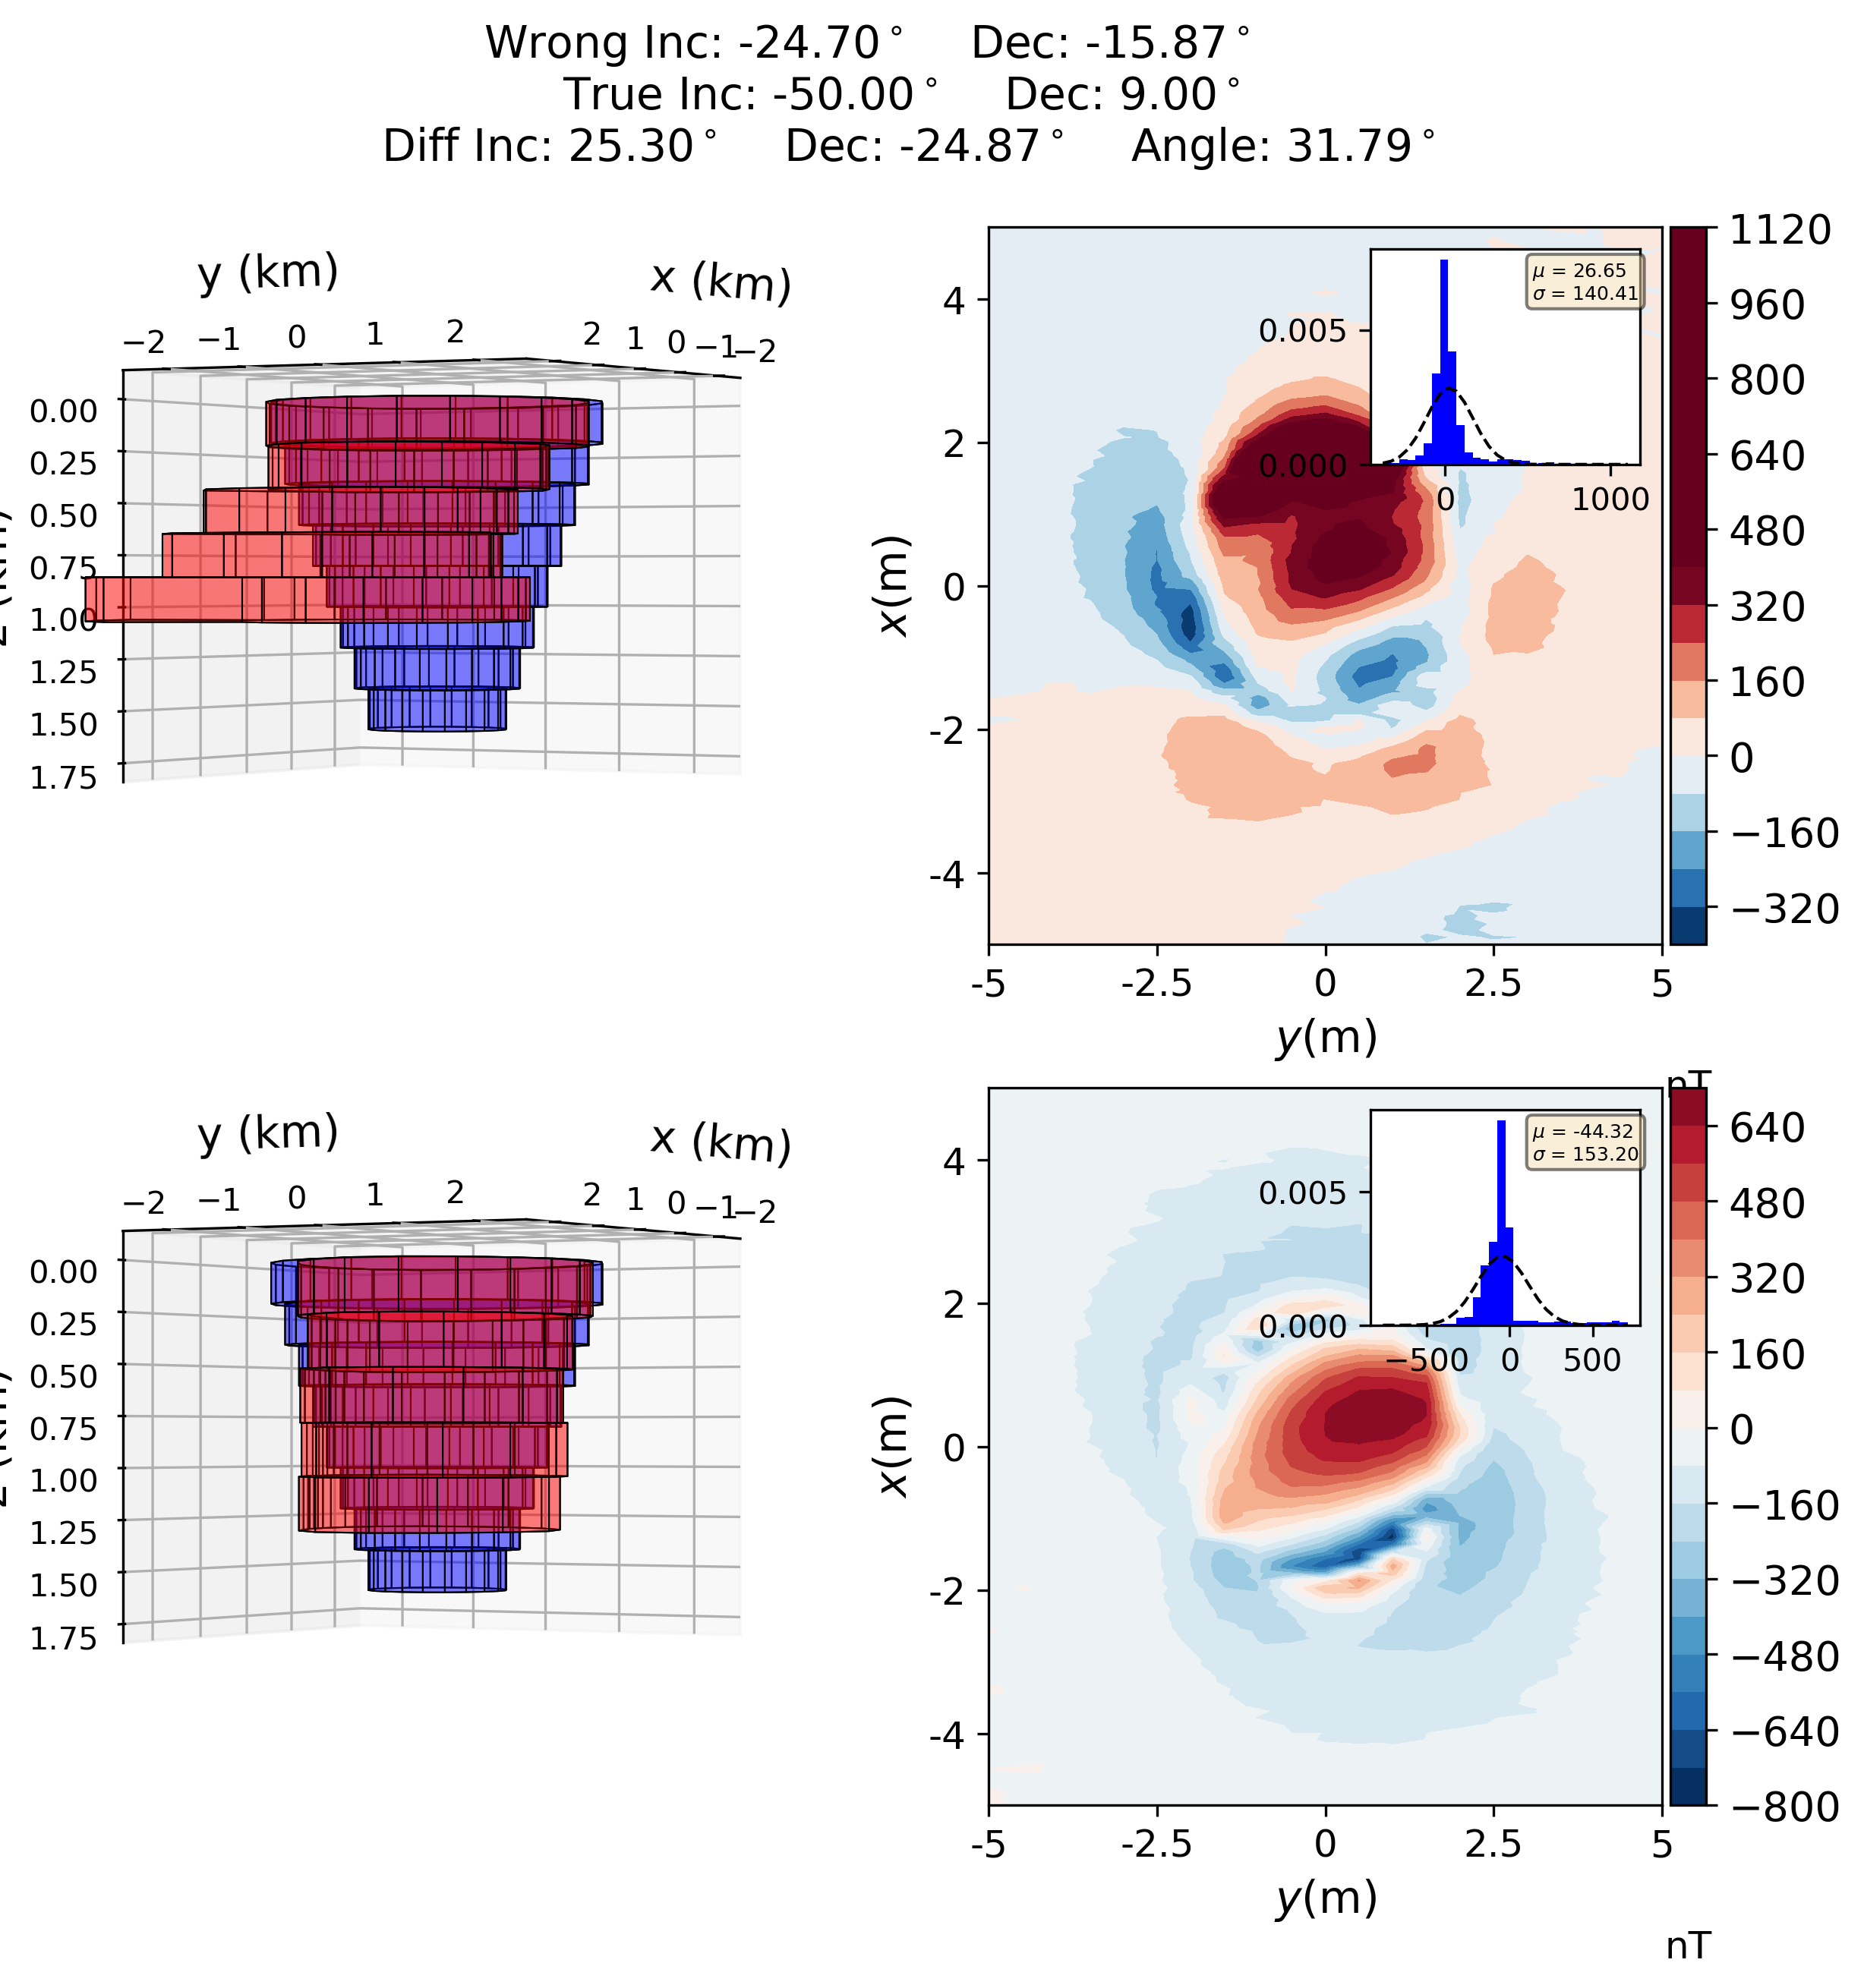 Wrong Inc: -24.70° Dec: -15.87°
True Inc: -50.00° Dec: 9.00°
Diff Inc: 25.30° Dec: -24.87° Angle: 31.79°
y (km)
x (km)
−2 −1 0 1 2
2 1 0 −1 −2
0.00
0.25
0.50
0.75
1.00
1.25
1.50
1.75
μ = 26.65
σ = 140.41
0.005
0.000
0 1000
4
2
0
-2
-4
x(m)
-5 -2.5 0 2.5 5
y(m)
1120
960
800
640
480
320
160
0
−160
−320
nT
y (km)
x (km)
−2 −1 0 1 2
2 1 0 −1 −2
0.00
0.25
0.50
0.75
1.00
1.25
1.50
1.75
μ = -44.32
σ = 153.20
0.005
0.000
−500 0 500
4
2
0
-2
-4
x(m)
-5 -2.5 0 2.5 5
y(m)
640
480
320
160
0
−160
−320
−480
−640
−800
nT